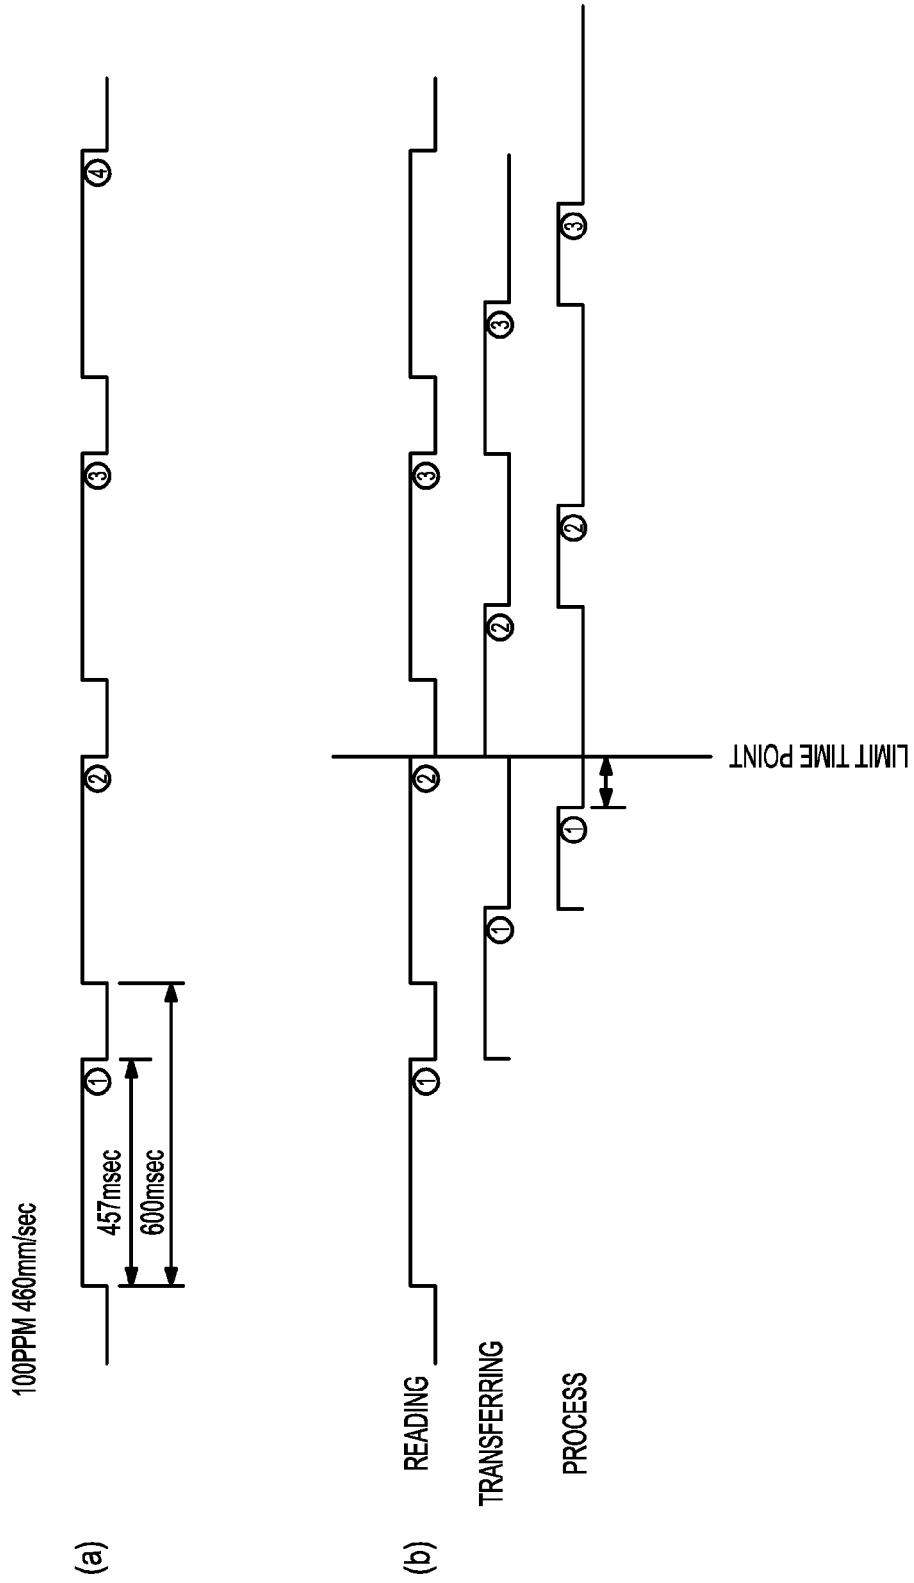 100PPM 460mm/sec
(a)
1
2
3
4
457msec
600msec
(b)
READING
1
2
3
TRANSFERRING
1
2
3
PROCESS
1
2
3
LIMIT TIME POINT